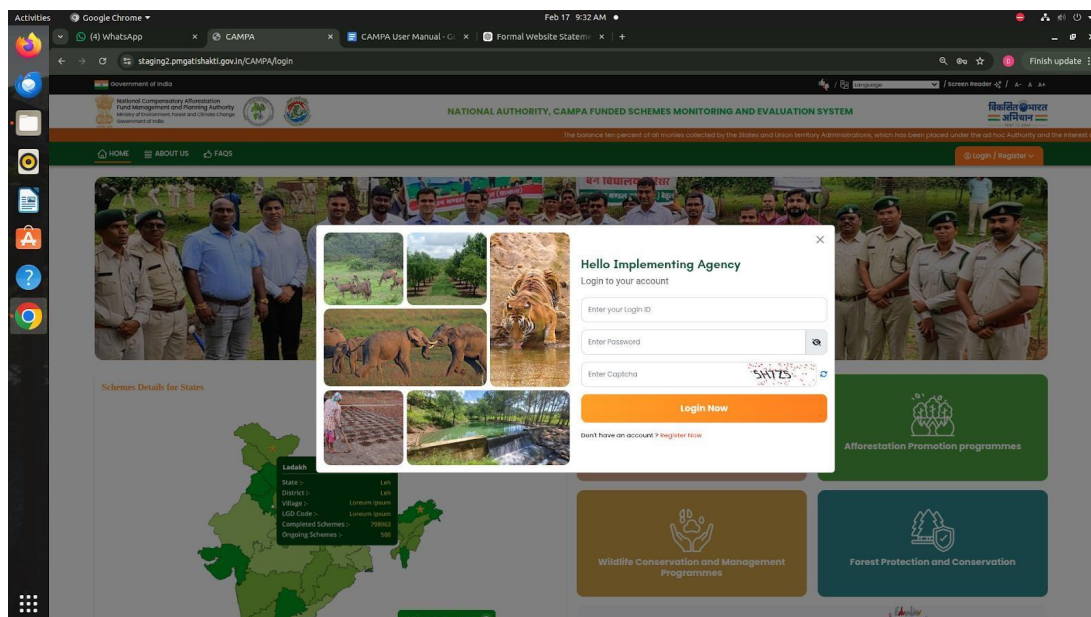 Activities
Google Chrome
Feb 17 9:32 AM
(4) WhatsApp
CAMPA
CAMPA User Manual - G
Formal Website Stateme
staging2.pmgatishakti.gov.in/CAMPA/login
Finish update
Government of India
Language
/ Screen Reader
/ A- A A+
National Compensatory Afforestation
Fund Management and Planning Authority
Ministry of Environment, Forest and Climate Change
Government of India
NATIONAL AUTHORITY, CAMPA FUNDED SCHEMES MONITORING AND EVALUATION SYSTEM
विकसित भारत
अभियान
The balance ten percent of all monies collected by the States and Union territory Administrations, which has been placed under the ad hoc Authority and the interest
HOME
ABOUT US
FAQS
Login / Register
Hello Implementing Agency
Login to your account
Enter your Login ID
Enter Password
Enter Captcha
5HTZS
Login Now
Don't have an account ? Register Now
Schemes Details for States
Ladakh
State :- Leh
District :- Leh
Village :- Loreum Ipsum
LGD Code :- Loreum Ipsum
Completed Schemes :- 798963
Ongoing Schemes :- 598
Afforestation Promotion programmes
Wildlife Conservation and Management
Programmes
Forest Protection and Conservation